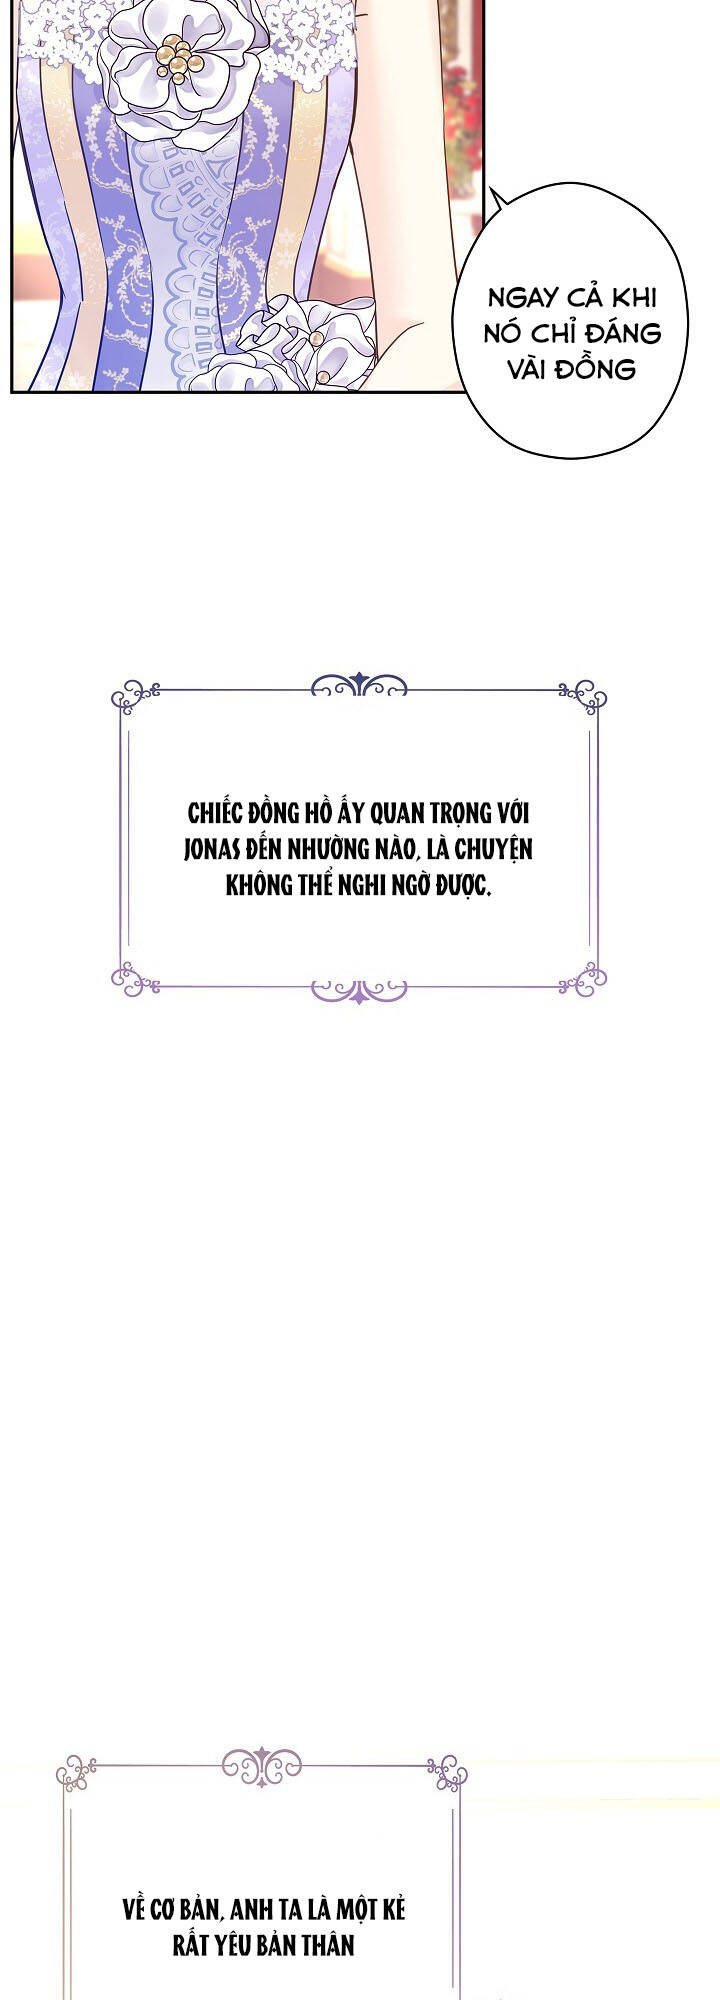 NGAY CẢ KHI
NÓ CHỈ ĐÁNG
VÀI ĐỒNG
CHIẾC ĐỒNG HỒ ẤY QUAN TRỌNG VỚI
JONAS ĐẾN NHƯỜNG NÀO, LÀ CHUYỆN
KHÔNG THỂ NGHI NGỜ ĐƯỢC.
VỀ CƠ BẢN, ANH TA LÀ MỘT KẺ
RẤT YÊU BẢN THÂN